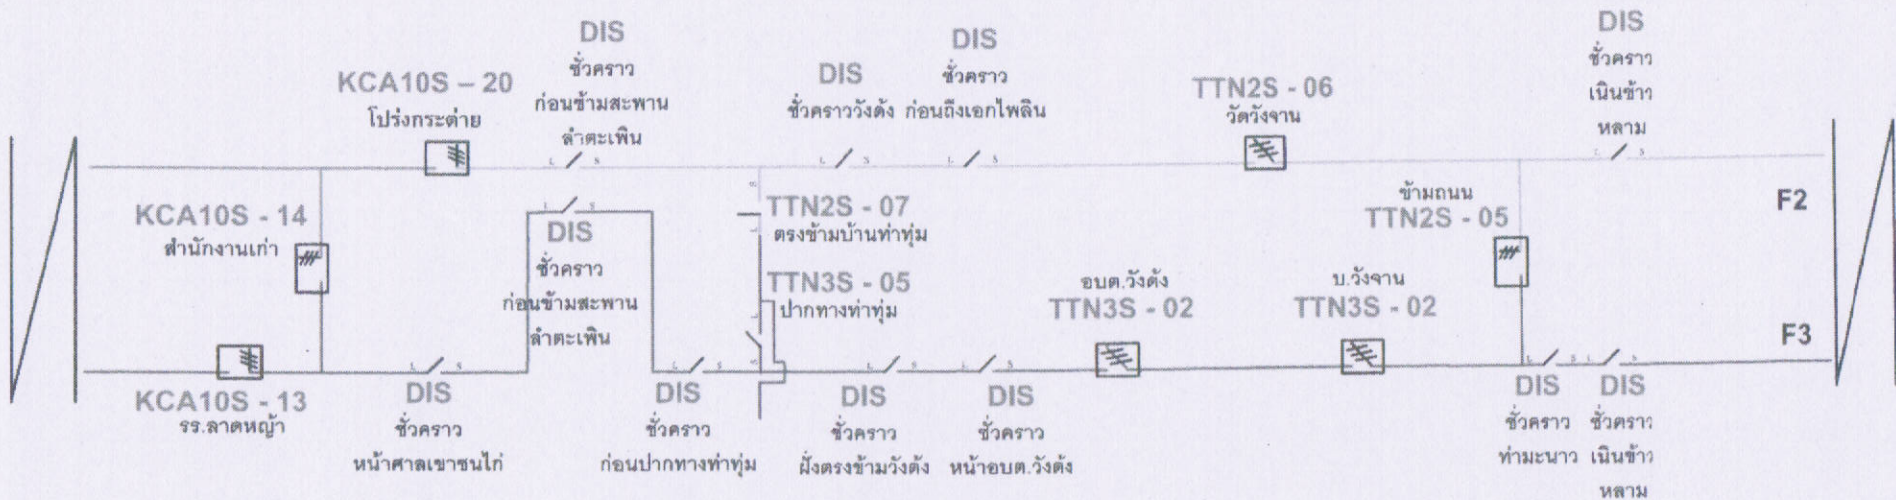 KCA10S – 20
โปร่งกระต่าย
DIS
ชั่วคราว
ก่อนข้ามสะพาน
ลำตะเพิน
DIS
ชั่วคราววังด้ง
DIS
ชั่วคราว
ก่อนถึงเอกไพลิน
TTN2S - 06
วัดวังจาน
DIS
ชั่วคราว
เนินข้าว
หลาม
L S
L S
L S
L S
KCA10S - 14
สำนักงานเก่า
L S
DIS
ชั่วคราว
ก่อนข้ามสะพาน
ลำตะเพิน
S
L
TTN2S - 07
ตรงข้ามบ้านท่าทุ่ม
TTN3S - 05
ปากทางท่าทุ่ม
L
S
อบต.วังด้ง
TTN3S - 02
บ.วังจาน
TTN3S - 02
ข้ามถนน
TTN2S - 05
F2
F3
KCA10S - 13
รร.ลาดหญ้า
L S
DIS
ชั่วคราว
หน้าศาลเขาชนไก่
L S
DIS
ชั่วคราว
ก่อนปากทางท่าทุ่ม
L S
DIS
ชั่วคราว
ฝั่งตรงข้ามวังด้ง
L S
DIS
ชั่วคราว
หน้าอบต.วังด้ง
L S
DIS
ชั่วคราว
ท่ามะนาว
L S
DIS
ชั่วคราว
เนินข้าว
หลาม